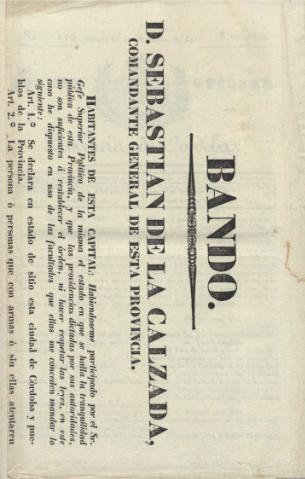 BANDO.
D. SEBASTIAN DE LA CALZADA,
COMANDANTE GENERAL DE ESTA PROVINCIA.
HABITANTES DE ESTA CAPITAL: Habiéndoseme participado por el Sr.
Gefe Superior Político de la misma el estado en que se halla la tranquilidad
pública de esta Provincia, y que las providencias dictadas por sus autoridades,
no son suficientes á restablecer el órden, ni hacer respetar las leyes, en este
caso he dispuesto en uso de las facultades que ellas me conceden mandar lo
siguiente:
Art. 1.º Se declara en estado de sitio esta ciudad de Córdoba y pue-
blos de la Provincia.
Art. 2.º La persona ó personas que con armas ó sin ellas atentaren